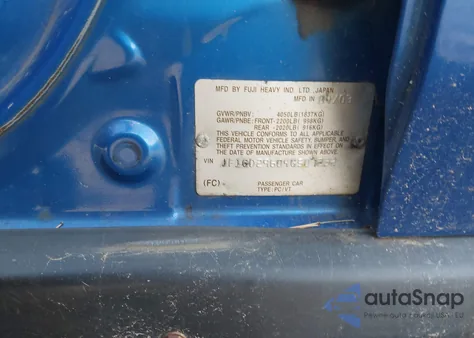 MFD BY FUJI HEAVY IND. LTD. JAPAN
MFD IN
GVWR/PNBV: 4050LB(1837KG)
GAWR/PNBE: FRONT-2200LB( 998KG)
REAR -2020LB( 916KG)
THIS VEHICLE CONFORMS TO ALL APPLICABLE
FEDERAL MOTOR VEHICLE SAFETY, BUMPER, AND
THEFT PREVENTION STANDARDS IN EFFECT ON
THE DATE OF MANUFACTURE SHOWN ABOVE.
VIN
(FC) PASSENGER CAR
TYPE:PC/VT
autoSnap